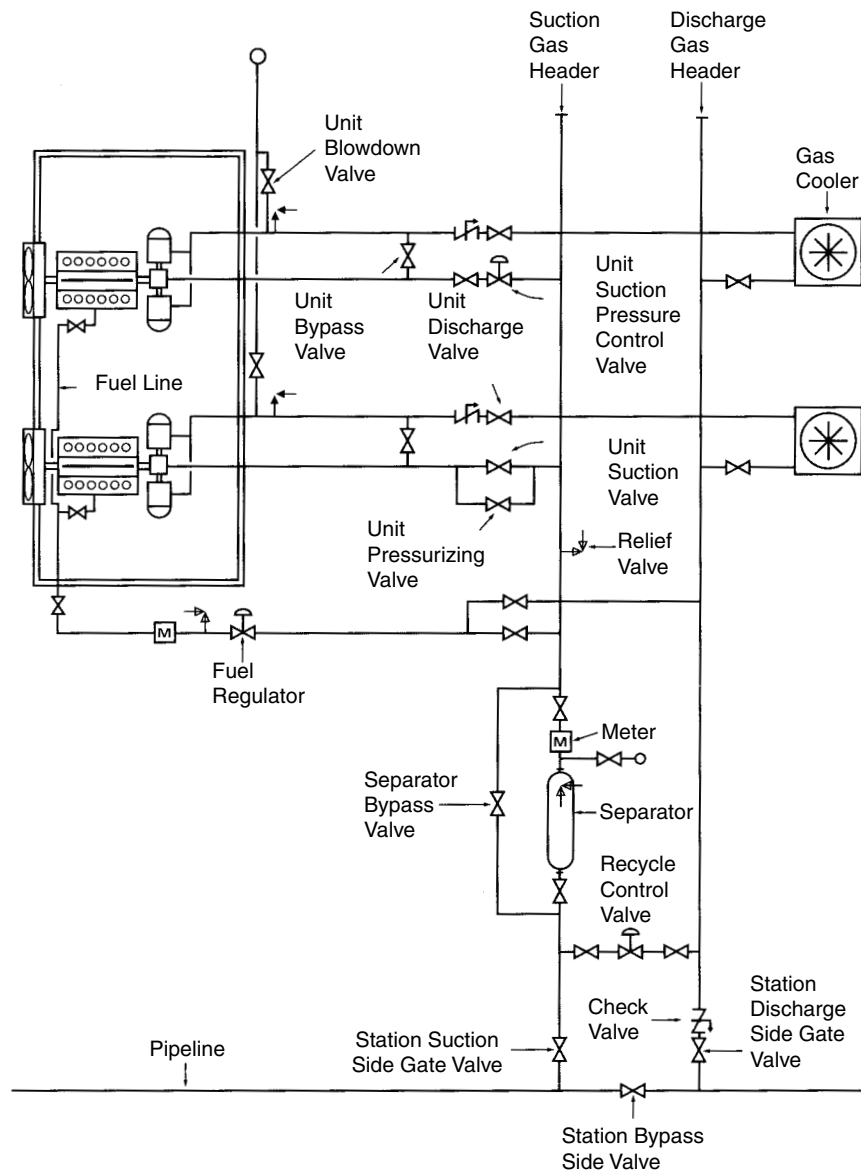 Suction
Gas
Header
Discharge
Gas
Header
Unit
Blowdown
Valve
Gas
Cooler
Unit
Bypass
Valve
Unit
Discharge
Valve
Unit
Suction
Pressure
Control
Valve
Fuel Line
Unit
Suction
Valve
Unit
Pressurizing
Valve
Relief
Valve
M
Fuel
Regulator
M
Meter
Separator
Bypass
Valve
Separator
Recycle
Control
Valve
Check
Valve
Station
Discharge
Side Gate
Valve
Station Suction
Side Gate Valve
Pipeline
Station Bypass
Side Valve